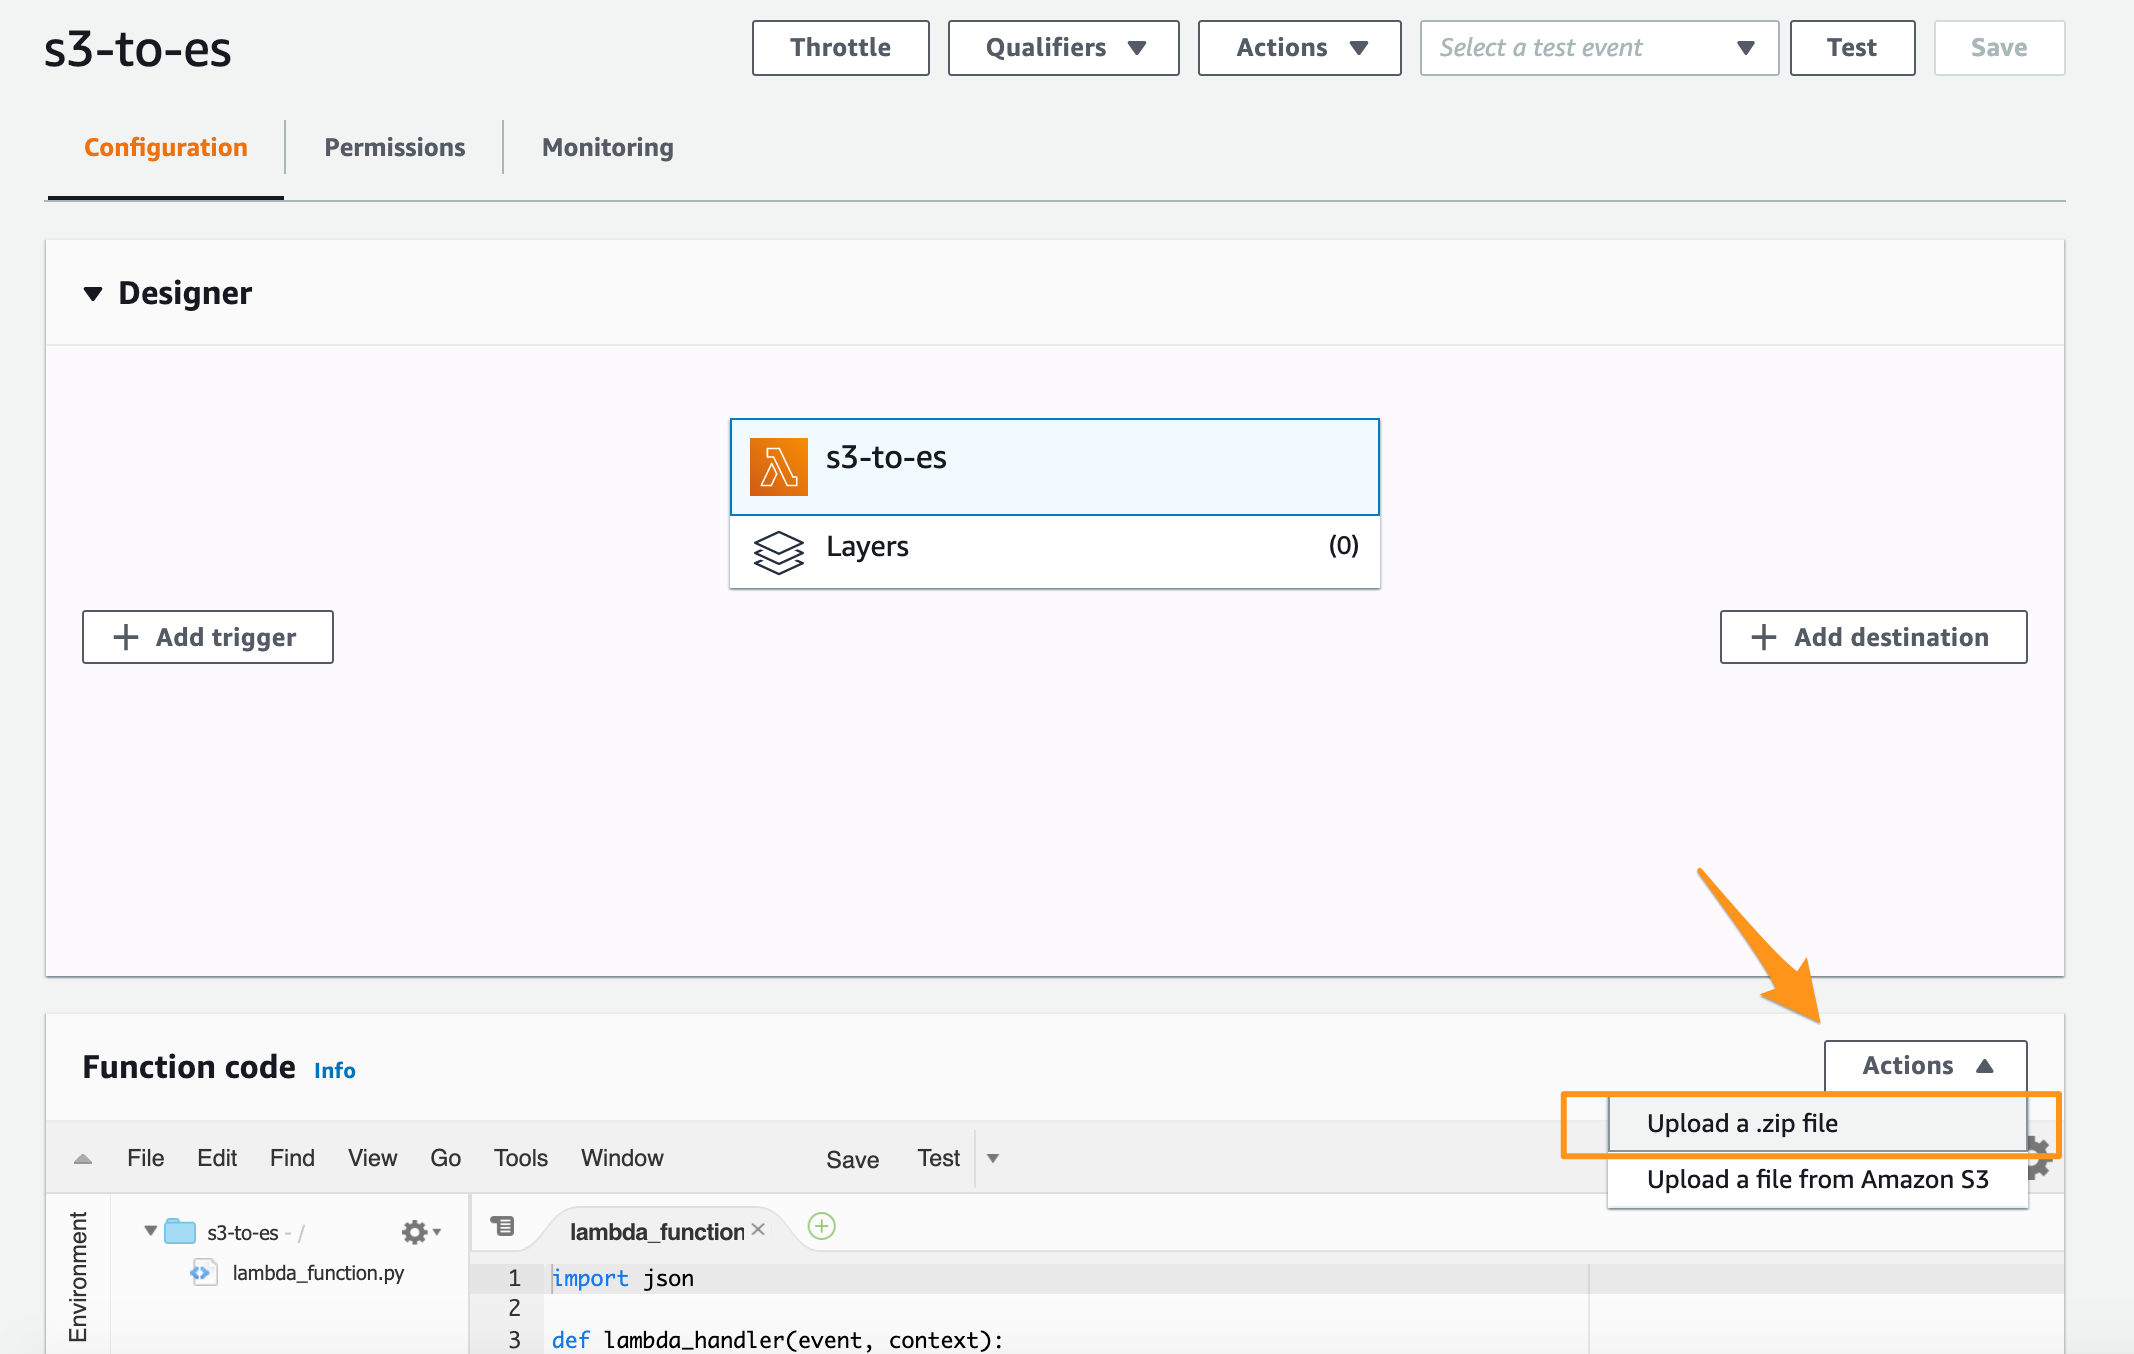 s3-to-es
Throttle Qualifiers Actions Select a test event Test Save
Configuration Permissions Monitoring
Designer
s3-to-es
Layers (0)
Add trigger
Add destination
Function code Info
Actions
Upload a .zip file
Upload a file from Amazon S3
File Edit Find View Go Tools Window Save Test
Environment
s3-to-es - /
lambda_function.py
lambda_function
1 import json
2
3 def lambda_handler(event, context):